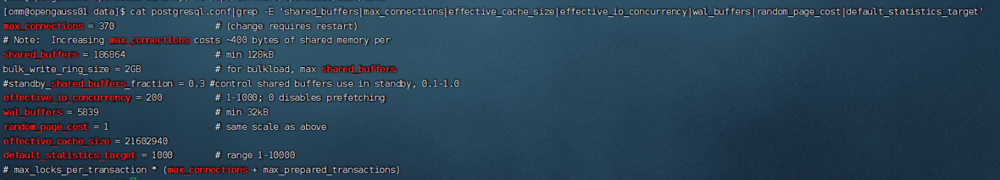 [omm@opengauss01 data]$ cat postgresql.conf|grep -E 'shared_buffers|max_connections|effective_cache_size|effective_io_concurrency|wal_buffers|random_page_cost|default_statistics_target'
max_connections = 370 # (change requires restart)
# Note: Increasing max_connections costs ~400 bytes of shared memory per
shared_buffers = 186864 # min 128kB
bulk_write_ring_size = 2GB # for bulkload, max shared_buffers
#standby_shared_buffers_fraction = 0.3 #control shared buffers use in standby, 0.1-1.0
effective_io_concurrency = 200 # 1-1000; 0 disables prefetching
wal_buffers = 5839 # min 32kB
random_page_cost = 1 # same scale as above
effective_cache_size = 21602940
default_statistics_target = 1000 # range 1-10000
# max_locks_per_transaction * (max_connections + max_prepared_transactions)